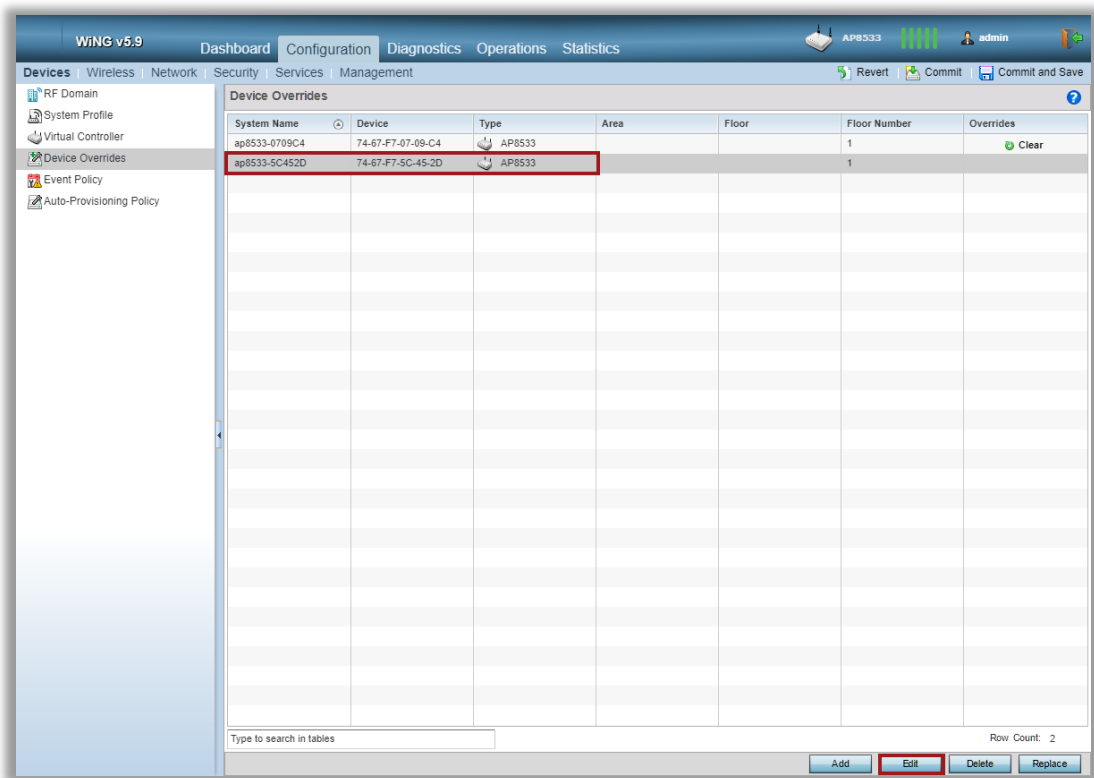 WiNG v5.9
Dashboard Configuration Diagnostics Operations Statistics
AP8533 admin
Devices Wireless Network Security Services Management
Revert Commit Commit and Save
RF Domain
System Profile
Virtual Controller
Device Overrides
Event Policy
Auto-Provisioning Policy
Device Overrides
System Name Device Type Area Floor Floor Number Overrides
ap8533-0709C4 74-67-F7-07-09-C4 AP8533 1 Clear
ap8533-5C452D 74-67-F7-5C-45-2D AP8533 1
Type to search in tables Row Count: 2
Add Edit Delete Replace